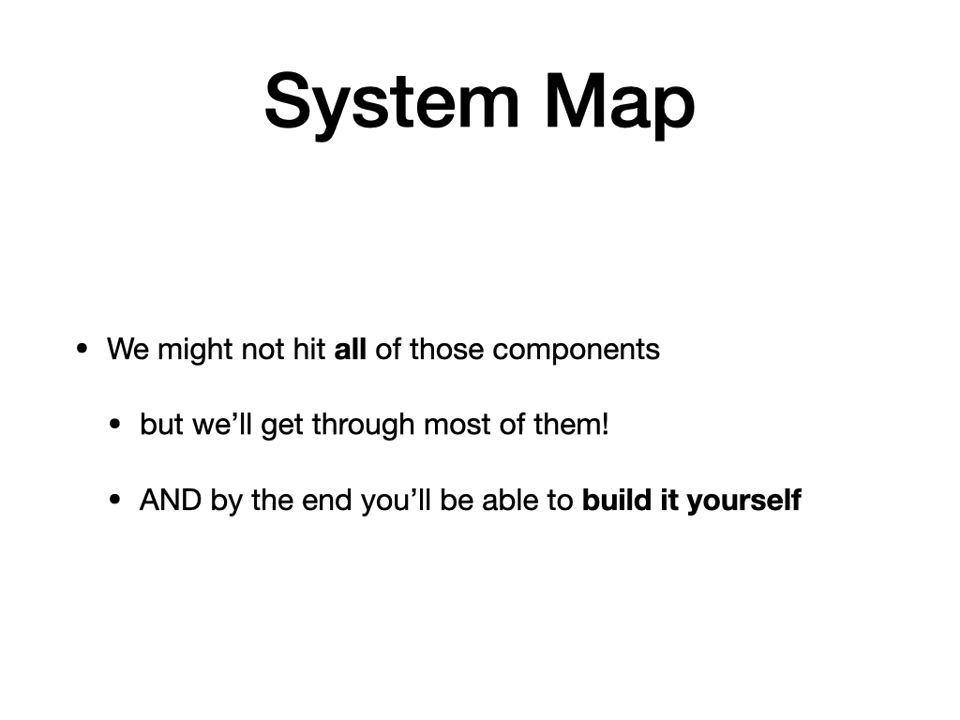 System Map
• We might not hit all of those components
• but we’ll get through most of them!
• AND by the end you’ll be able to build it yourself